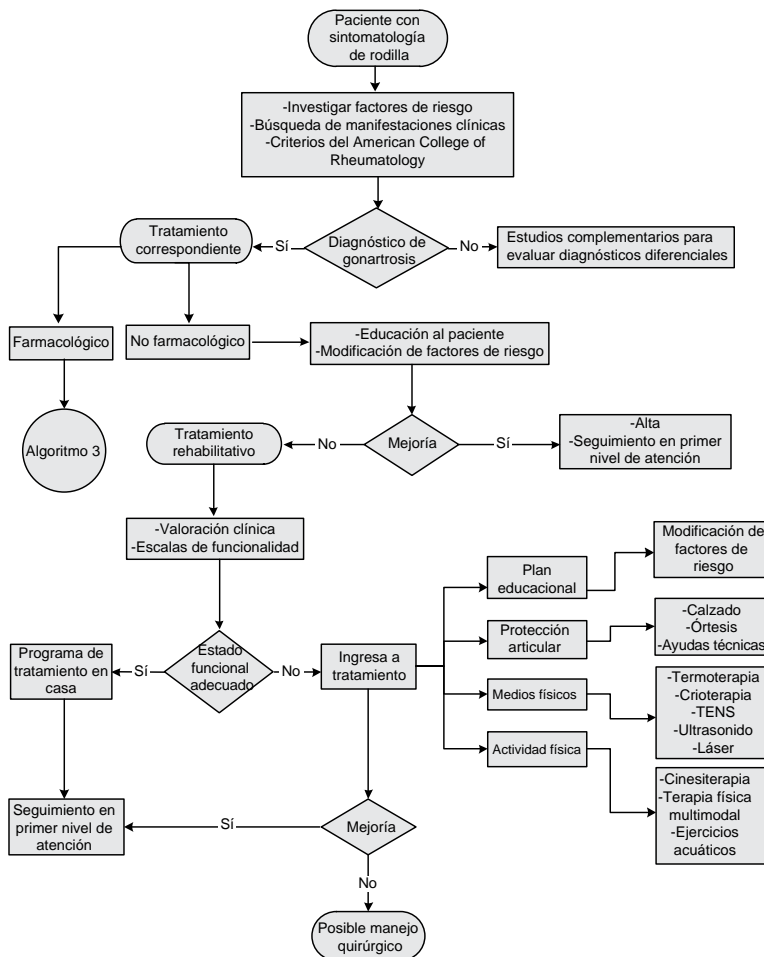 Paciente con
sintomatología
de rodilla
-Investigar factores de riesgo
-Búsqueda de manifestaciones clínicas
-Criterios del American College of
Rheumatology
Tratamiento
correspondiente
Sí
Diagnóstico de
gonartrosis
No
Estudios complementarios para
evaluar diagnósticos diferenciales
Farmacológico
No farmacológico
-Educación al paciente
-Modificación de factores de riesgo
Algoritmo 3
Tratamiento
rehabilitativo
No
Mejoría
Sí
-Alta
-Seguimiento en primer
nivel de atención
-Valoración clínica
-Escalas de funcionalidad
Plan
educacional
Modificación de
factores de
riesgo
Programa de
tratamiento en
casa
Sí
Estado
funcional
adecuado
No
Ingresa a
tratamiento
Protección
articular
-Calzado
-Órtesis
-Ayudas técnicas
Medios físicos
-Termoterapia
-Crioterapia
-TENS
-Ultrasonido
-Láser
Actividad física
-Cinesiterapia
-Terapia física
multimodal
-Ejercicios
acuáticos
Seguimiento en
primer nivel de
atención
Sí
Mejoría
No
Posible manejo
quirúrgico